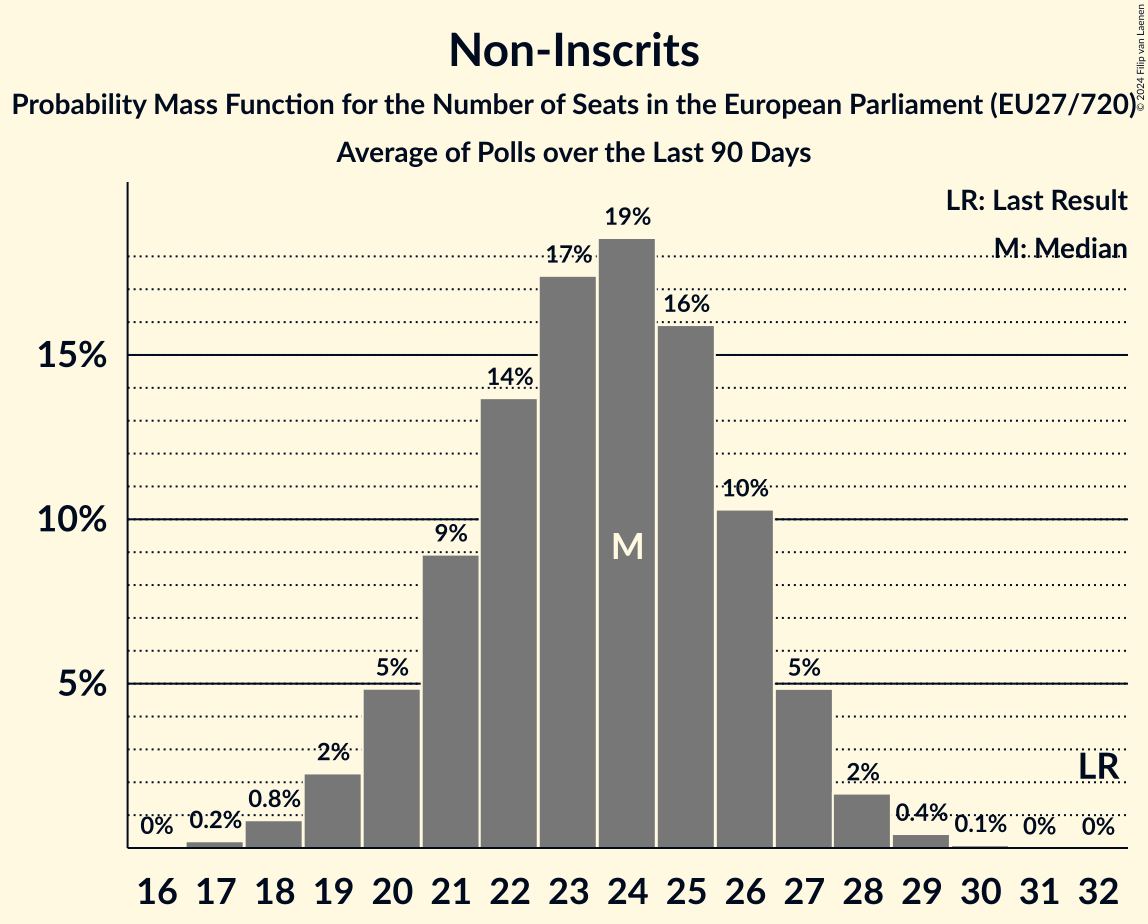 Non-Inscrits
Probability Mass Function for the Number of Seats in the European Parliament (EU27/720)
Average of Polls over the Last 90 Days
© 2024 Filip van Laenen
LR: Last Result
M: Median
19%
17%
16%
15%
14%
10%
10%
9%
M
5%
5%
5%
2%
LR
2%
0.8%
0.4%
0.2%
0.1%
0%
0%
0%
16 17 18 19 20 21 22 23 24 25 26 27 28 29 30 31 32